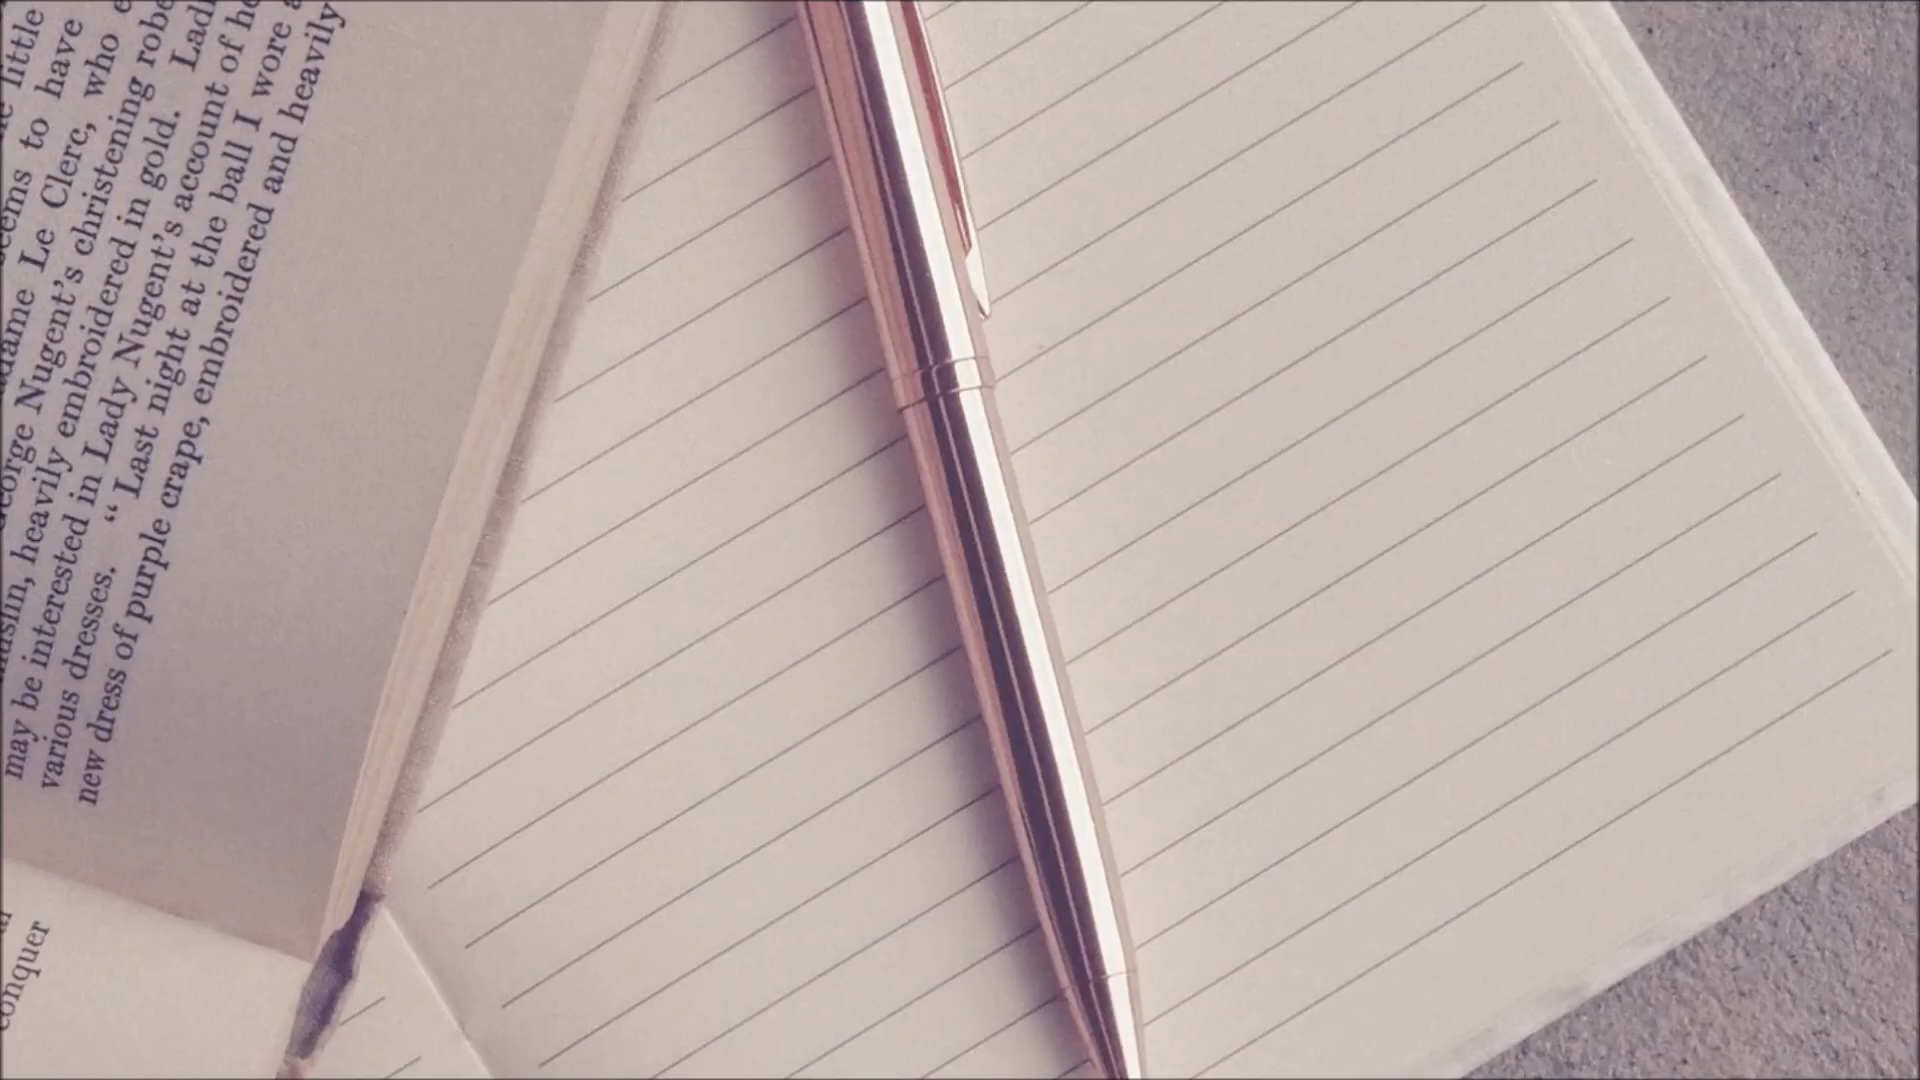 little
seems to have
Madame Le Clerc, who
George Nugent's christening robe
muslin, heavily embroidered in gold. Lady
may be interested in Lady Nugent's account of he
various dresses. “Last night at the ball I wore a
new dress of purple crape, embroidered and heavily
conquer